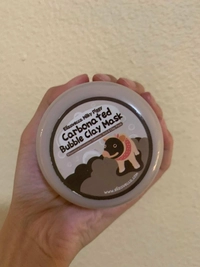 Elizavecca Milky Piggy
Carbonated
Bubble Clay Mask